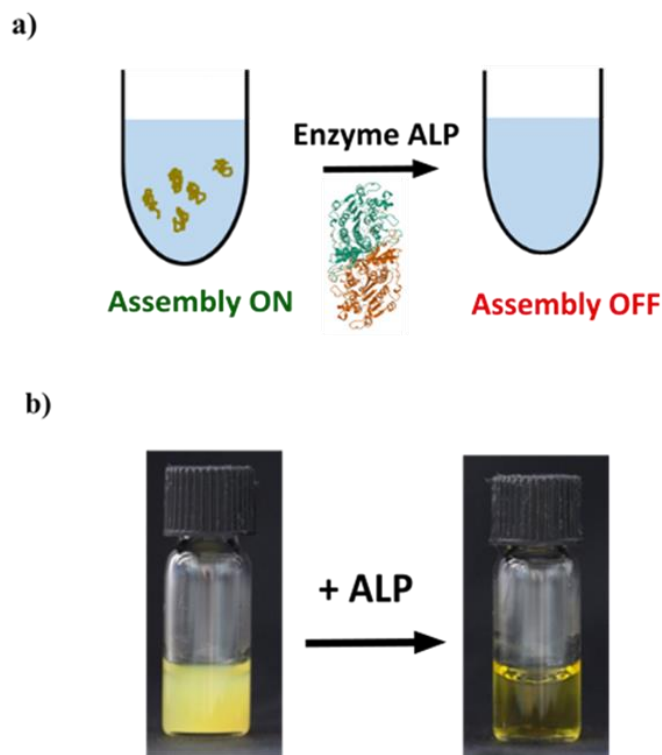 a)
Enzyme ALP
Assembly ON
Assembly OFF
b)
+ ALP